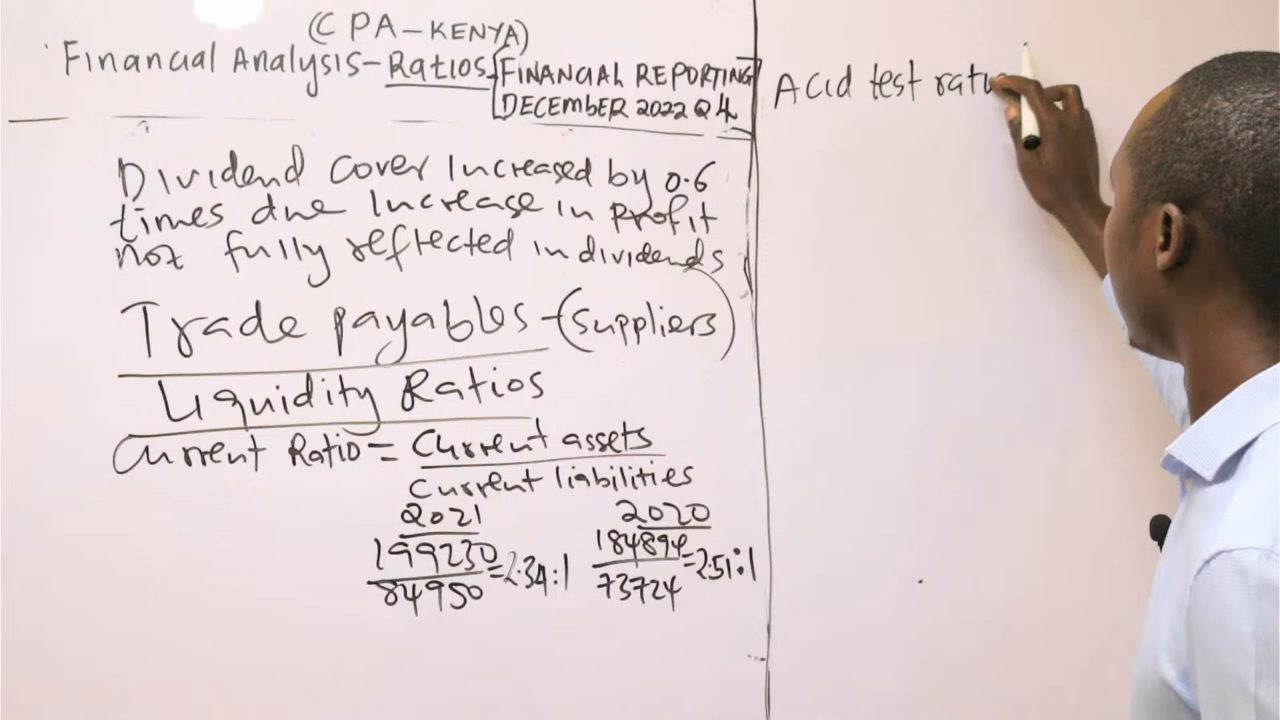 (CPA-KENYA)
Financial Analysis-Ratios
FINANCIAL REPORTING
DECEMBER 2022 Q4
Dividend cover Increased by 0.6
times due Increase in profit
not fully reflected in dividends
Trade payables-(suppliers)
Liquidity Ratios
Current Ratio = Current assets
Current liabilities
2021
199230
84950
=2.34:1
2020
184894
73724
=2.51:1
Acid test ratio